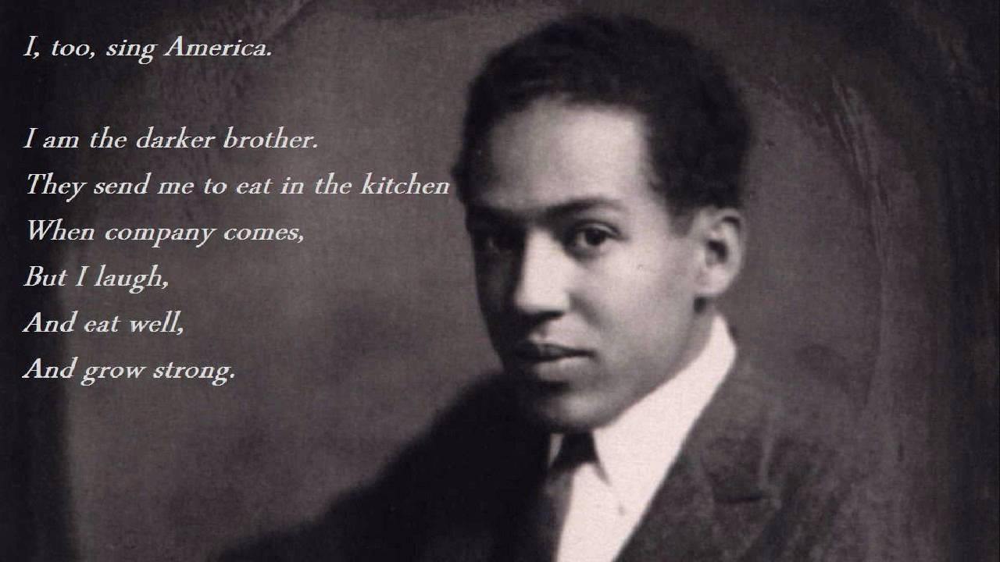 I, too, sing America.
I am the darker brother.
They send me to eat in the kitchen
When company comes,
But I laugh,
And eat well,
And grow strong.